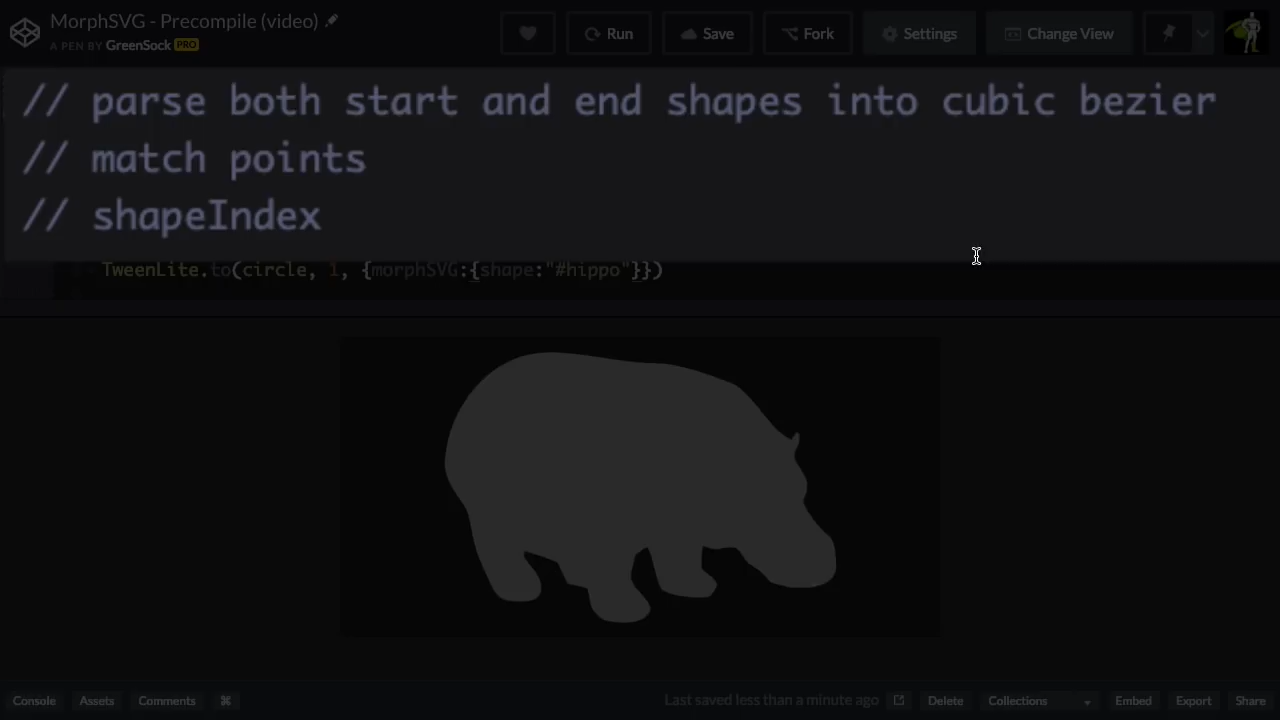 MorphSVG - Precompile (video)
A PEN BY GreenSock PRO
Run
Save
Fork
Settings
Change View
// parse both start and end shapes into cubic bezier
// match points
// shapeIndex
TweenLite.to(circle, 1, {morphSVG:{shape:"#hippo"}})
Console
Assets
Comments
⌘
Last saved less than a minute ago
Delete
Collections
Embed
Export
Share